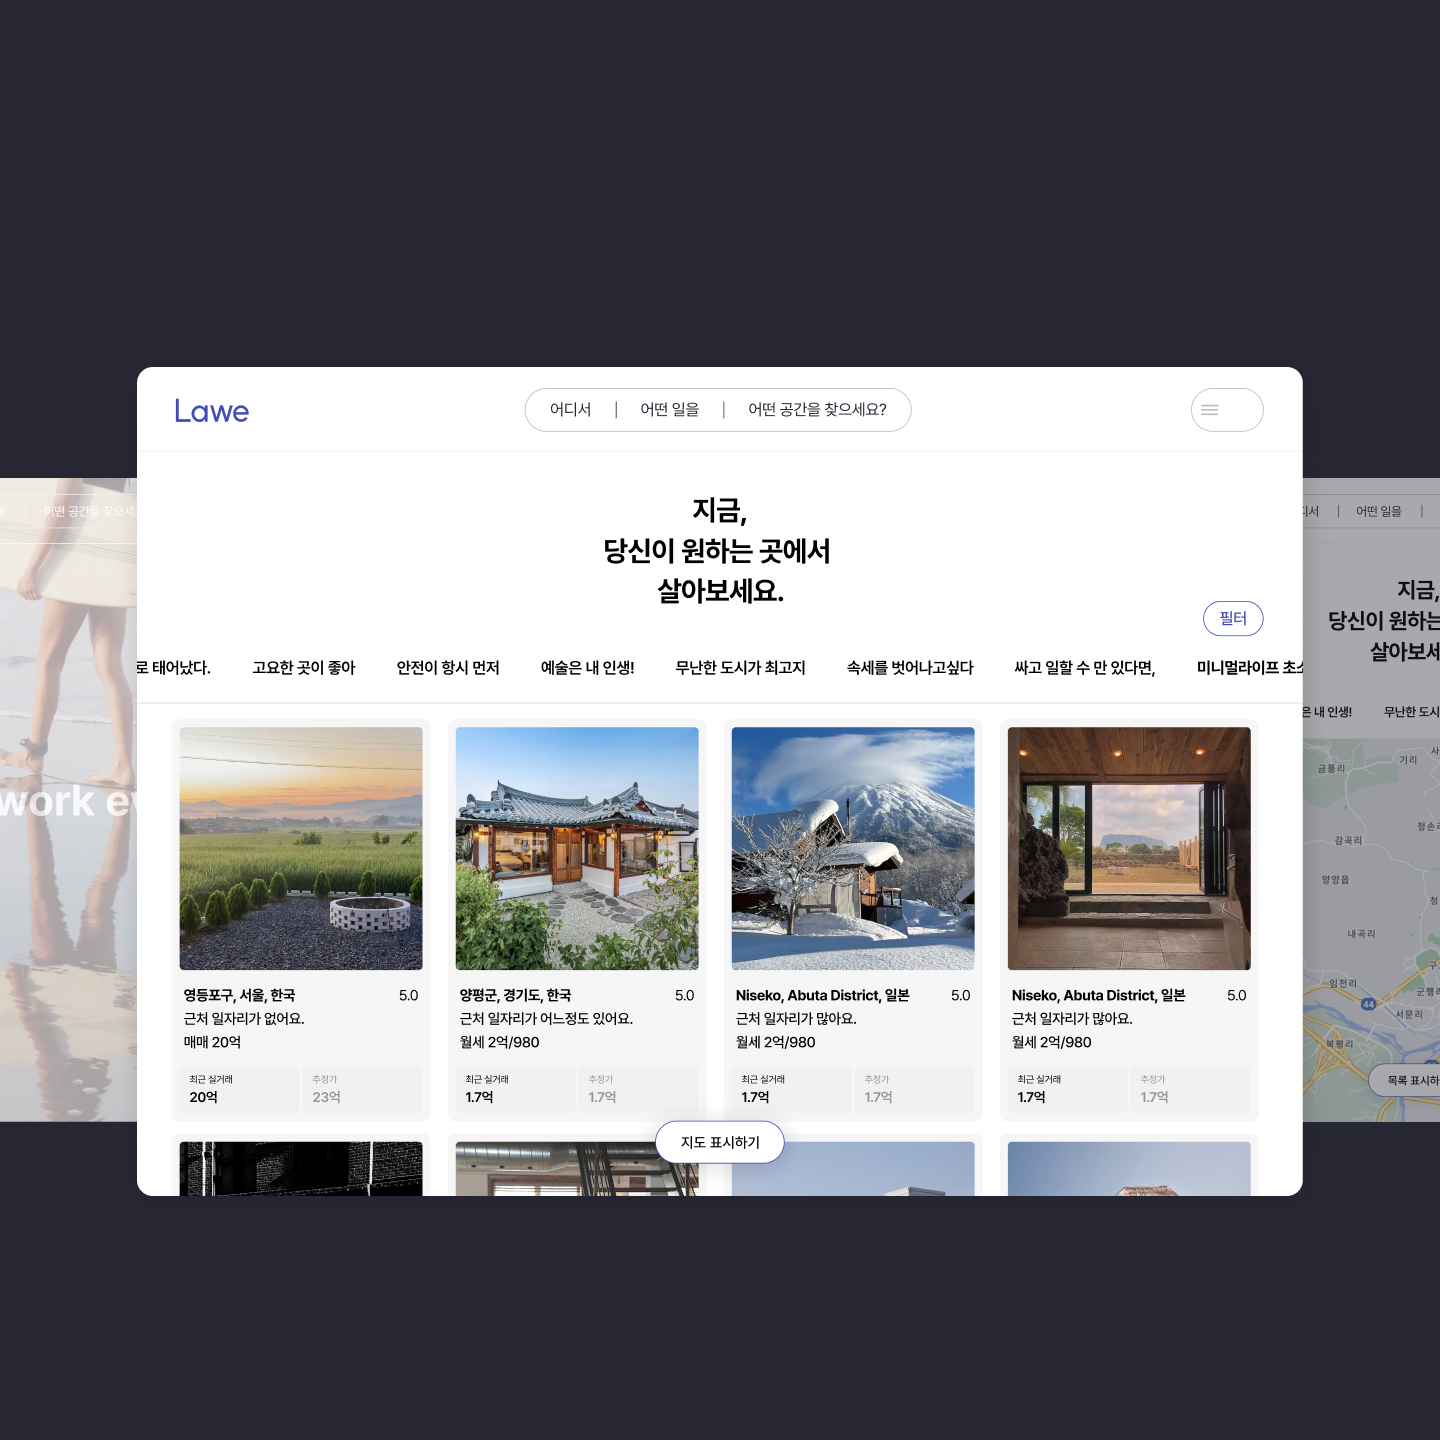 Lawe
어디서 | 어떤 일을 | 어떤 공간을 찾으세요?
지금,
당신이 원하는 곳에서
살아보세요.
필터
로 태어났다. 고요한 곳이 좋아 안전이 항시 먼저 예술은 내 인생! 무난한 도시가 최고지 속세를 벗어나고싶다 싸고 일할 수 만 있다면, 미니멀라이프 초소
영등포구, 서울, 한국 5.0
근처 일자리가 없어요.
매매 20억
최근 실거래 추정가
20억 23억
양평군, 경기도, 한국 5.0
근처 일자리가 어느정도 있어요.
월세 2억/980
최근 실거래 추정가
1.7억 1.7억
Niseko, Abuta District, 일본 5.0
근처 일자리가 많아요.
월세 2억/980
최근 실거래 추정가
1.7억 1.7억
Niseko, Abuta District, 일본 5.0
근처 일자리가 많아요.
월세 2억/980
최근 실거래 추정가
1.7억 1.7억
지도 표시하기
| 어떤 공간을 찾으세
work ev
디서 | 어떤 일을 |
지금,
당신이 원하는
살아보세
은 내 인생! 무난한 도시
금풍리
기리
감곡리
정손리
양양읍
내곡리
임천리
군행리
44
서문리
북평리
목록 표시하